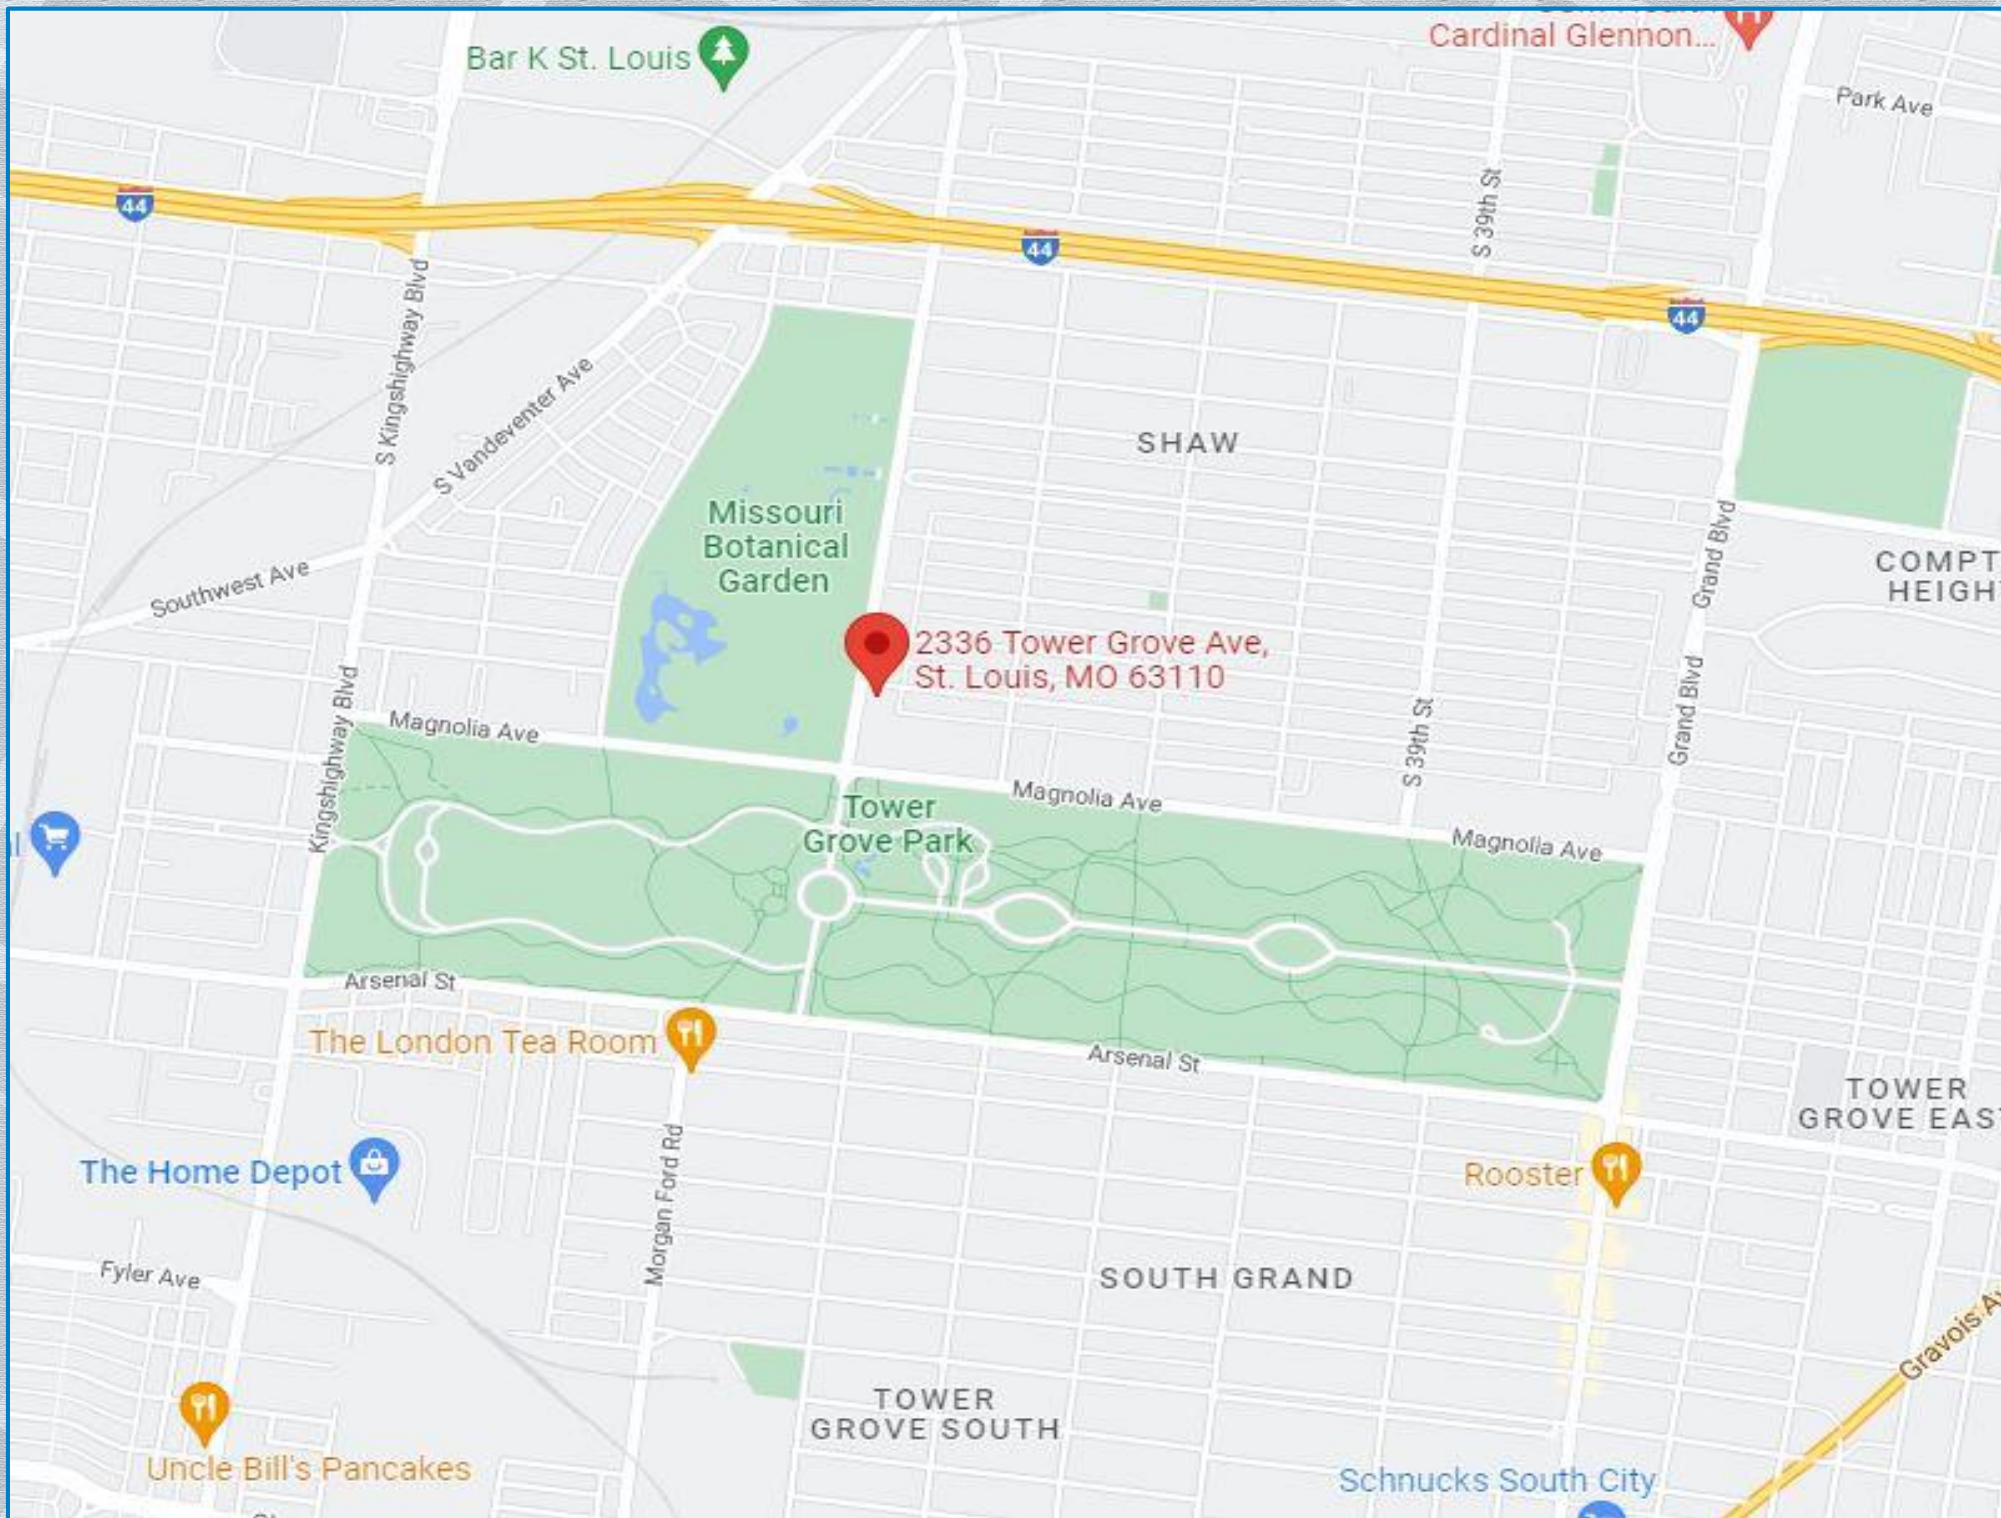 Bar K St. Louis
Cardinal Glennon...
Park Ave
44
44
44
S 39th St
S Kingshighway Blvd
S Vandeventer Ave
SHAW
Missouri
Botanical
Garden
Grand Blvd
COMPT
HEIGH
Southwest Ave
2336 Tower Grove Ave,
St. Louis, MO 63110
Grand Blvd
S 39th St
Kingshighway Blvd
Magnolia Ave
Magnolia Ave
Magnolia Ave
Tower
Grove Park
Arsenal St
The London Tea Room
Arsenal St
TOWER
GROVE EAS
The Home Depot
Rooster
Morgan Ford Rd
Fyler Ave
SOUTH GRAND
Gravois Av
TOWER
GROVE SOUTH
Uncle Bill's Pancakes
Schnucks South City